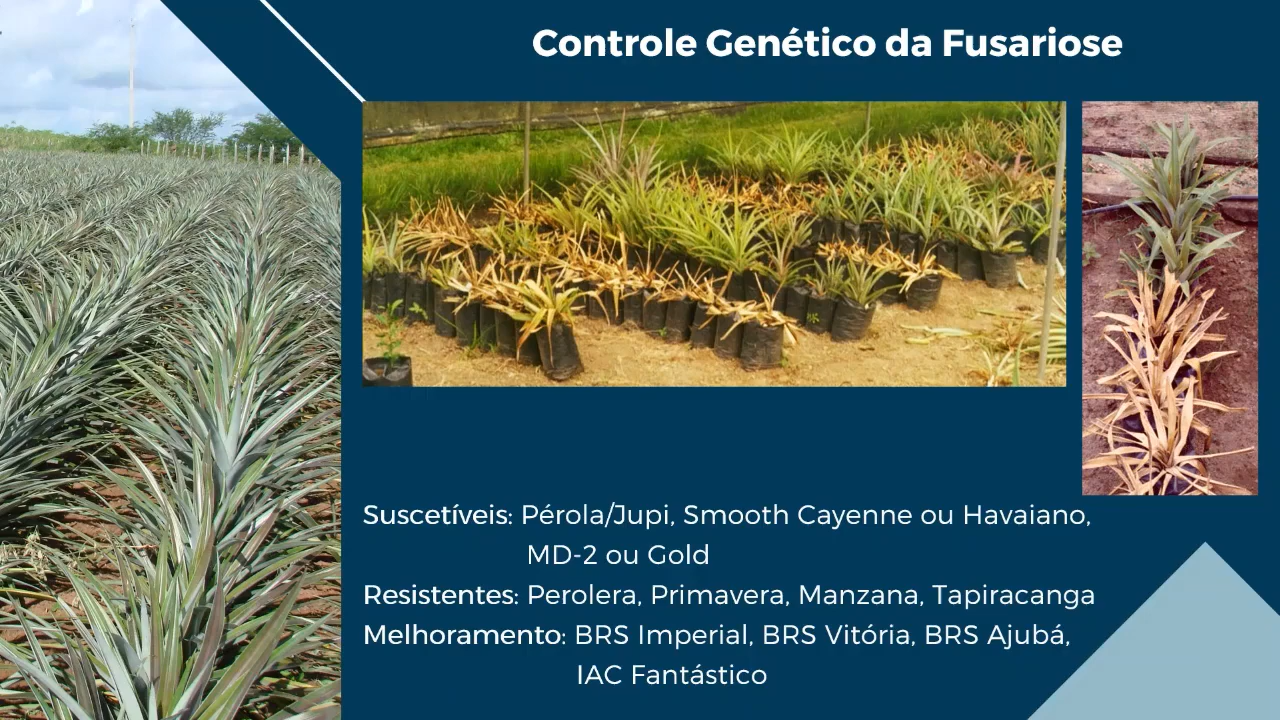 Controle Genético da Fusariose
Suscetíveis: Pérola/Jupi, Smooth Cayenne ou Havaiano,
MD-2 ou Gold
Resistentes: Perolera, Primavera, Manzana, Tapiracanga
Melhoramento: BRS Imperial, BRS Vitória, BRS Ajubá,
IAC Fantástico